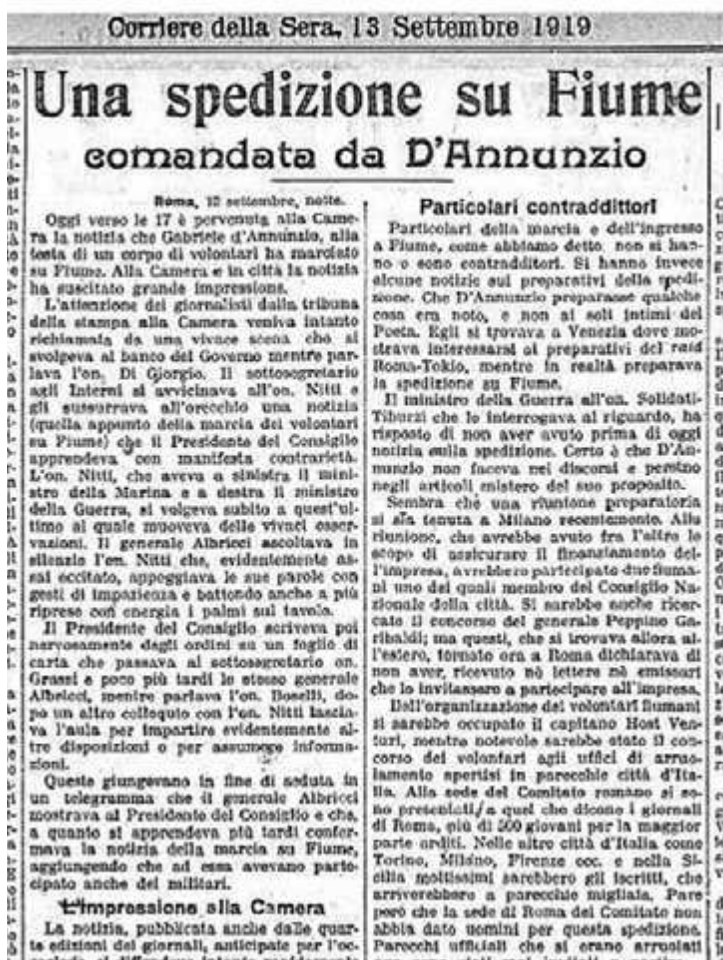 Corriere della Sera, 13 Settembre 1919
Una spedizione su Fiume
comandata da D'Annunzio
Roma, 12 settembre, notte.
Oggi verso le 17 è pervenuta alla Came-
ra la notizia che Gabriele d'Annunzio, alla
testa di un corpo di volontari ha marciato
su Fiume. Alla Camera e in città la notizia
ha suscitato grande impressione.
L'attenzione dei giornalisti dalla tribuna
della stampa alla Camera veniva intanto
richiamata da una vivace scena che si
svolgeva al banco del Governo mentre par-
lava l'on. Di Giorgio. Il sottosegretario
agli Interni si avvicinava all'on. Nitti e
gli sussurrava all'orecchio una notizia
(quella appunto della marcia dei volontari
su Fiume) che il Presidente del Consiglio
apprendeva con manifesta contrarietà.
L'on. Nitti, che aveva a sinistra il mini-
stro della Marina e a destra il ministro
della Guerra, si volgeva subito a quest'ul-
timo al quale muoveva delle vivaci osser-
vazioni. Il generale Albricci ascoltava in
silenzio l'on. Nitti che, evidentemente as-
sai eccitato, appoggiava le sue parole con
gesti di impazienza e battendo anche a più
riprese con energia i palmi sul tavolo.
Il Presidente del Consiglio scriveva poi
nervosamente degli ordini su un foglio di
carta che passava al sottosegretario on.
Grassi e poco più tardi lo stesso generale
Albricci, mentre parlava l'on. Boselli, do-
po un altro colloquio con l'on. Nitti lascia-
va l'aula per impartire evidentemente al-
tre disposizioni o per assumere informa-
zioni.
Queste giungevano in fine di seduta in
un telegramma che il generale Albricci
mostrava al Presidente del Consiglio e che,
a quanto si apprendeva più tardi confer-
mava la notizia della marcia su Fiume,
aggiungendo che ad essa avevano parte-
cipato anche dei militari.
L'impressione alla Camera
La notizia, pubblicata anche dalle quar-
te edizioni dei giornali, anticipate per l'oc-
Particolari contraddittori
Particolari della marcia e dell'ingresso
a Fiume, come abbiamo detto, non si han-
no o sono contradditori. Si hanno invece
alcune notizie sui preparativi della spedi-
zione. Che D'Annunzio preparasse qualche
cosa era noto, e non ai soli intimi del
Poeta. Egli si trovava a Venezia dove mo-
strava interessarsi ai preparativi del raid
Roma-Tokio, mentre in realtà preparava
la spedizione su Fiume.
Il ministro della Guerra all'on. Solidati-
Tiburzi che lo interrogava al riguardo, ha
risposto di non aver avuto prima di oggi
notizia sulla spedizione. Certo è che D'An-
nunzio non faceva nei discorsi e persino
negli articoli mistero del suo proposito.
Sembra che una riunione preparatoria
si sia tenuta a Milano recentemente. Alla
riunione, che avrebbe avuto fra l'altro lo
scopo di assicurare il finanziamento del-
l'impresa, avrebbero partecipato due fiuma-
ni uno dei quali membro del Consiglio Na-
zionale della città. Si sarebbe anche ricer-
cato il concorso del generale Peppino Ga-
ribaldi; ma questi, che si trovava allora al-
l'estero, tornato ora a Roma dichiarava di
non aver, ricevuto nè lettere nè emissari
che lo invitassero a partecipare all'impresa.
Dell'organizzazione dei volontari fiumani
si sarebbe occupato il capitano Host Ven-
turi, mentre notevole sarebbe stato il con-
corso dei volontari agli uffici di arruo-
lamento apertisi in parecchie città d'Ita-
lia. Alla sede del Comitato romano si so-
no presentati, a quel che dicono i giornali
di Roma, più di 500 giovani per la maggior
parte arditi. Nelle altre città d'Italia come
Torino, Milano, Firenze ecc. e nella Si-
cilia moltissimi sarebbero gli iscritti, che
arriverebbero a parecchie migliaia. Pare
però che la sede di Roma del Comitato non
abbia dato uomini per questa spedizione.
Parecchi ufficiali che si erano arruolati